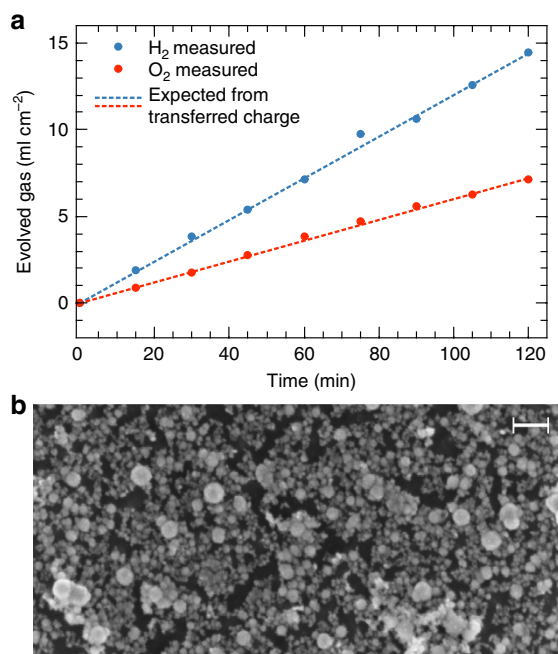 a
15
10
5
0
Evolved gas (ml cm⁻²)
H₂ measured
O₂ measured
Expected from
transferred charge
0 20 40 60 80 100 120
Time (min)
b